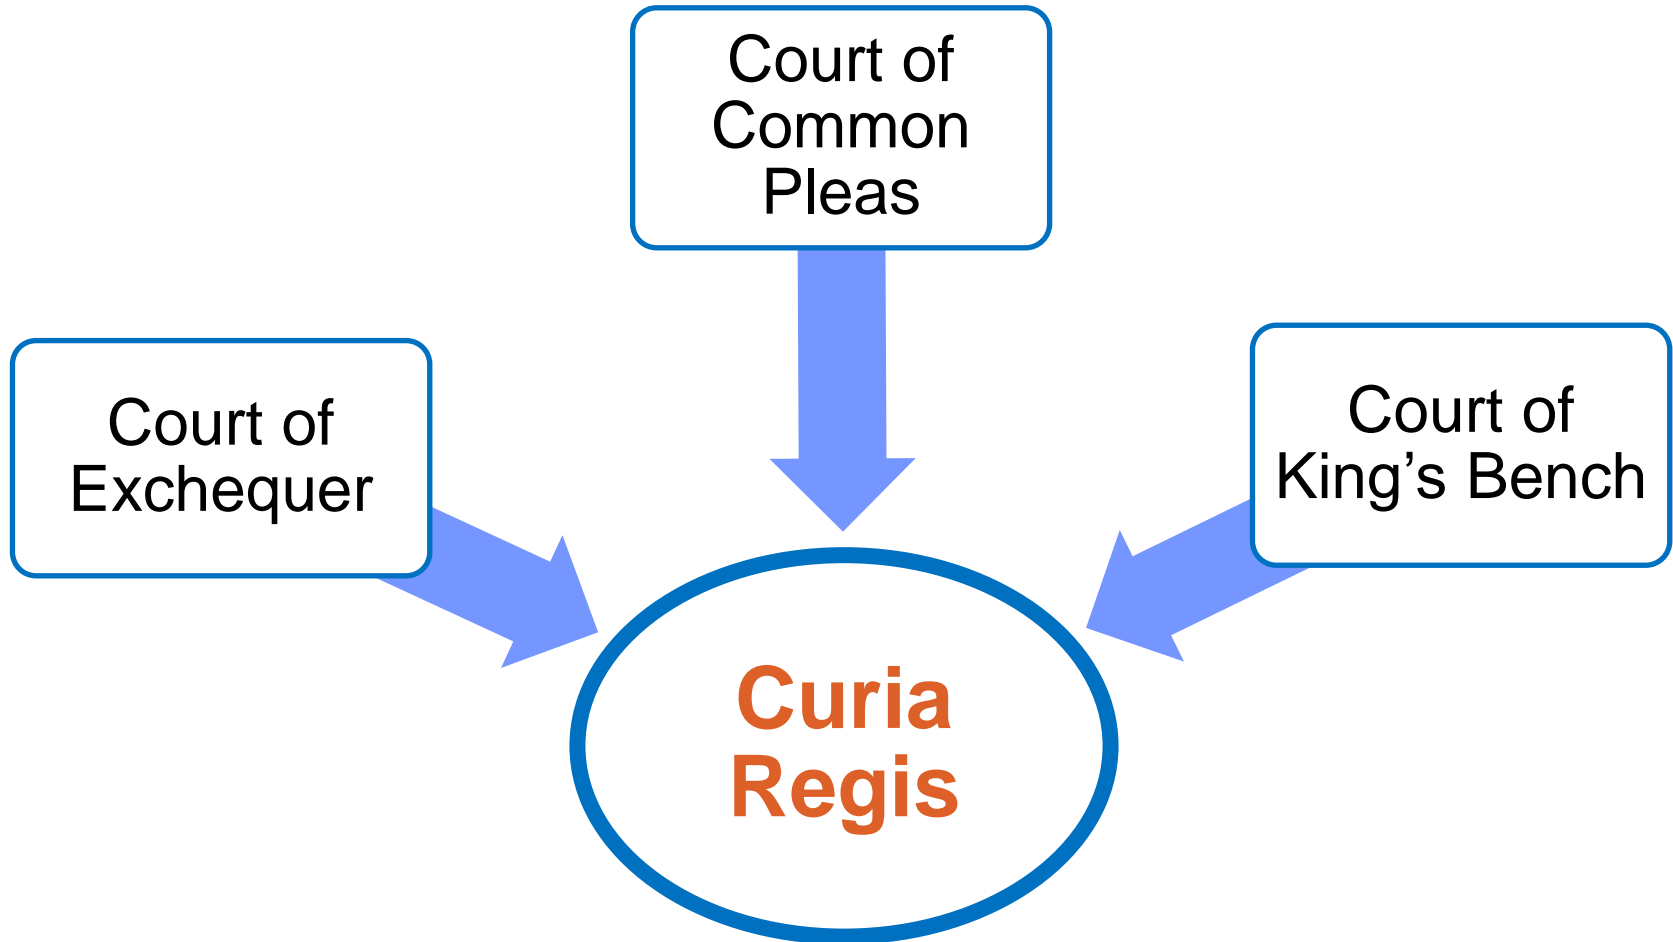 Court of
Common
Pleas
Court of
Exchequer
Court of
King’s Bench
Curia
Regis